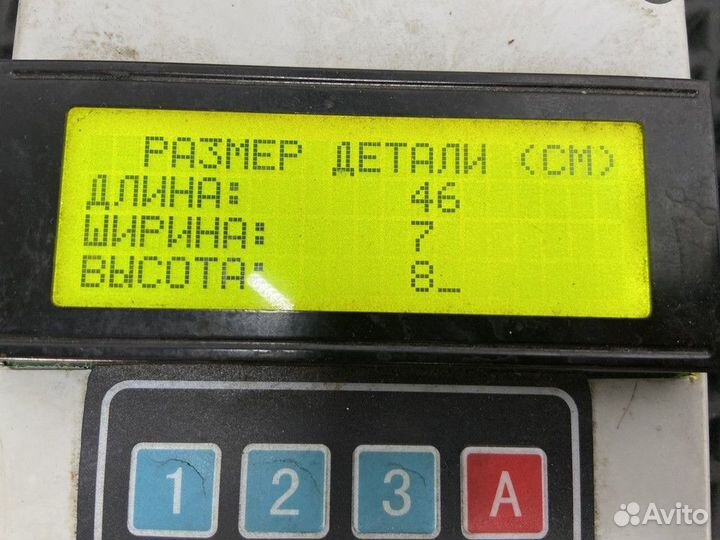 РАЗМЕР ДЕТАЛИ (СМ)
ДЛИНА: 46
ШИРИНА: 7
ВЫСОТА: 8_
1 2 3 A
Avito